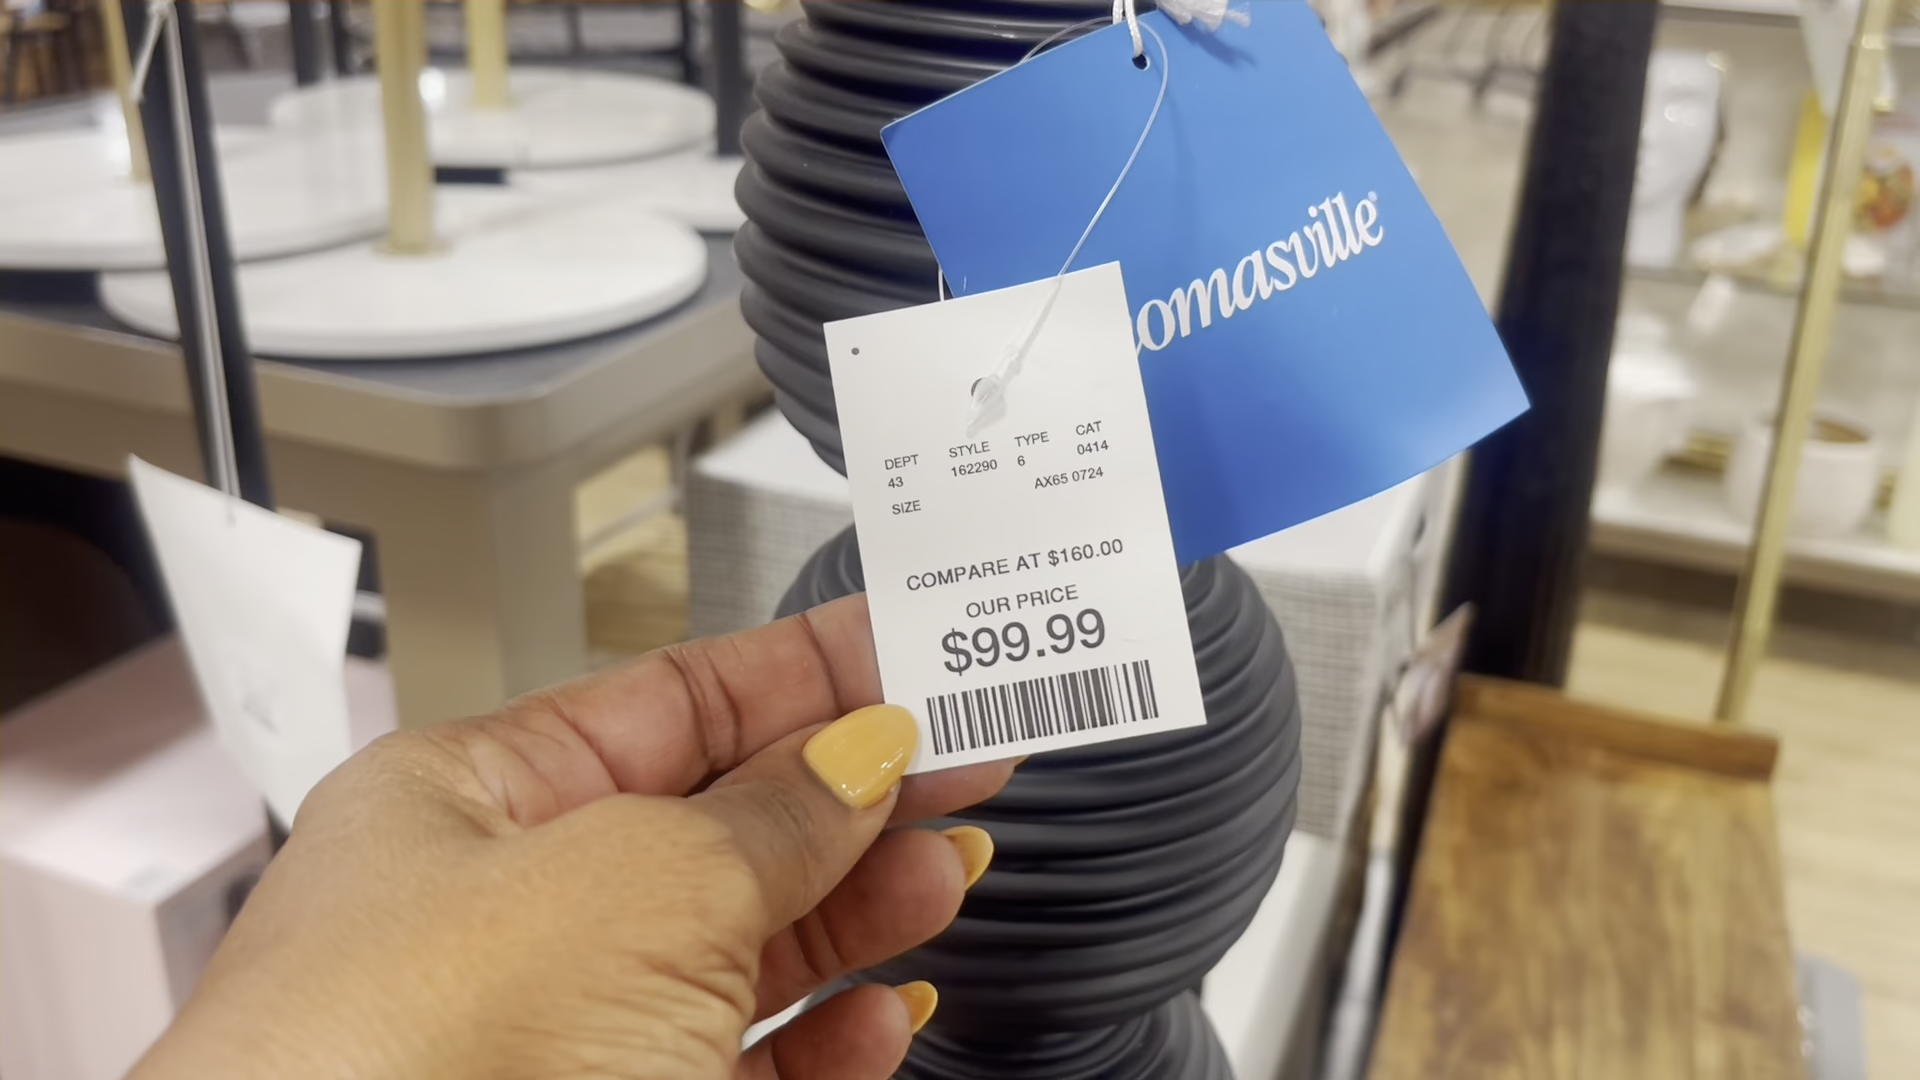 omasville®
DEPT STYLE TYPE CAT
43 162290 6 0414
SIZE AX65 0724
COMPARE AT $160.00
OUR PRICE
$99.99